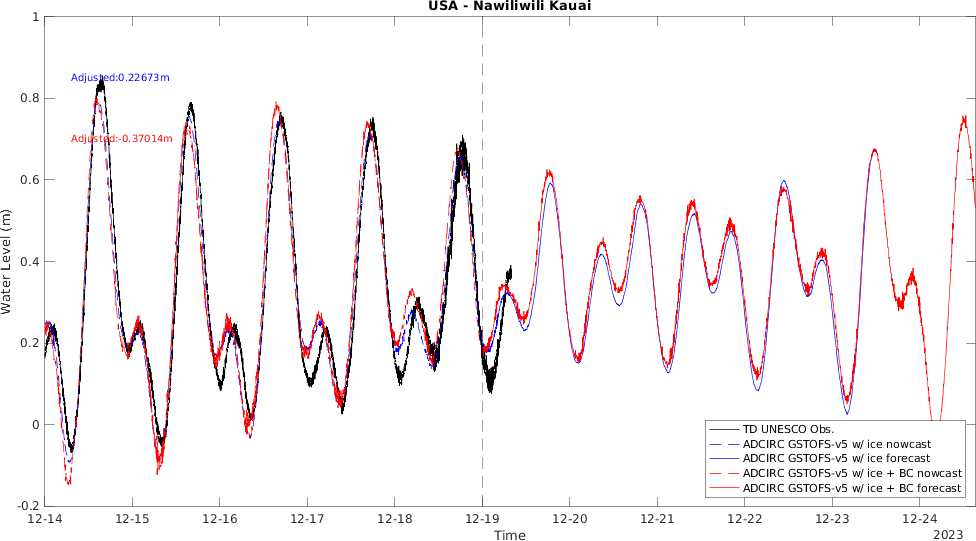 USA - Nawiliwili Kauai
1
0.8
0.6
0.4
0.2
0
-0.2
Water Level (m)
Adjusted:0.22673m
Adjusted:-0.37014m
TD UNESCO Obs.
ADCIRC GSTOFS-v5 w/ ice nowcast
ADCIRC GSTOFS-v5 w/ ice forecast
ADCIRC GSTOFS-v5 w/ ice + BC nowcast
ADCIRC GSTOFS-v5 w/ ice + BC forecast
12-14 12-15 12-16 12-17 12-18 12-19 12-20 12-21 12-22 12-23 12-24
Time
2023